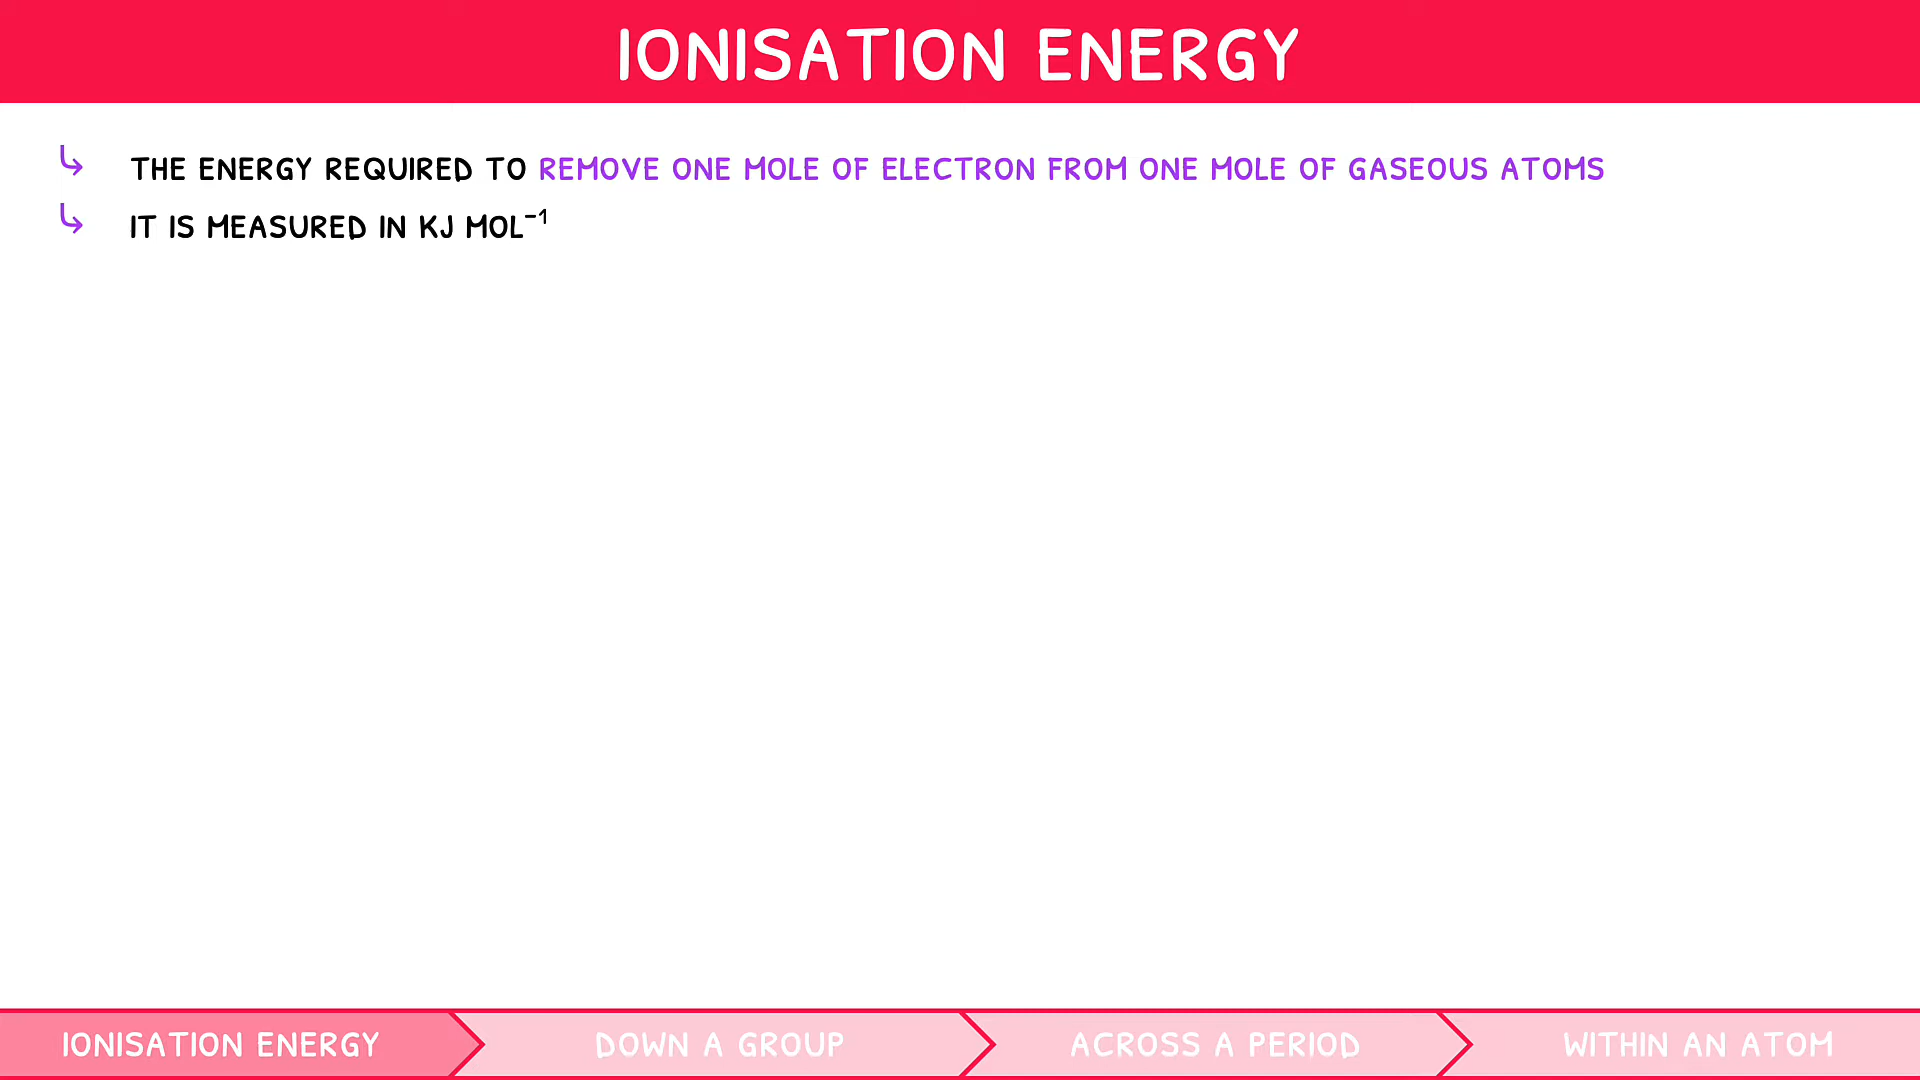 IONISATION ENERGY
THE ENERGY REQUIRED TO REMOVE ONE MOLE OF ELECTRON FROM ONE MOLE OF GASEOUS ATOMS
IT IS MEASURED IN KJ MOL⁻¹
IONISATION ENERGY
DOWN A GROUP
ACROSS A PERIOD
WITHIN AN ATOM